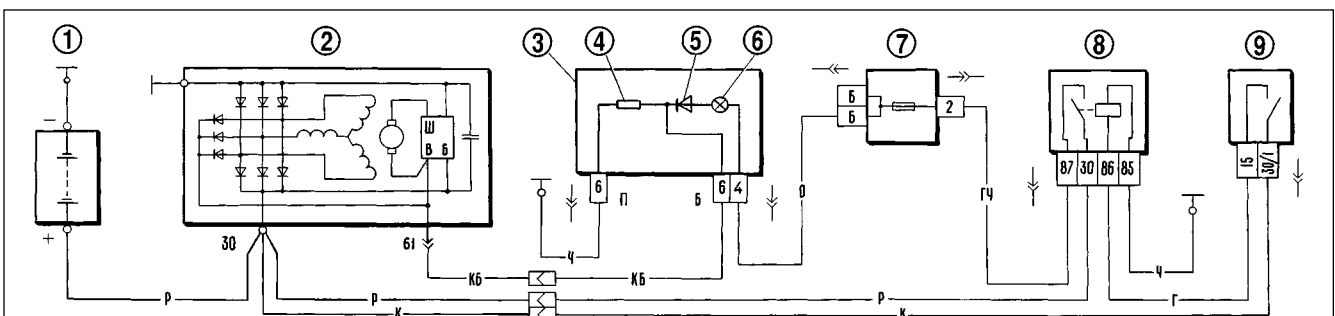 1 2 3 4 5 6 7 8 9
−
+
Ш
В Б
30
61
6
П
Б
6 4
Б
Б
2
87 30 86 85
15 30/1
Ч
О
ГЧ
Ч
КБ КБ
Р Р Р Г
К К